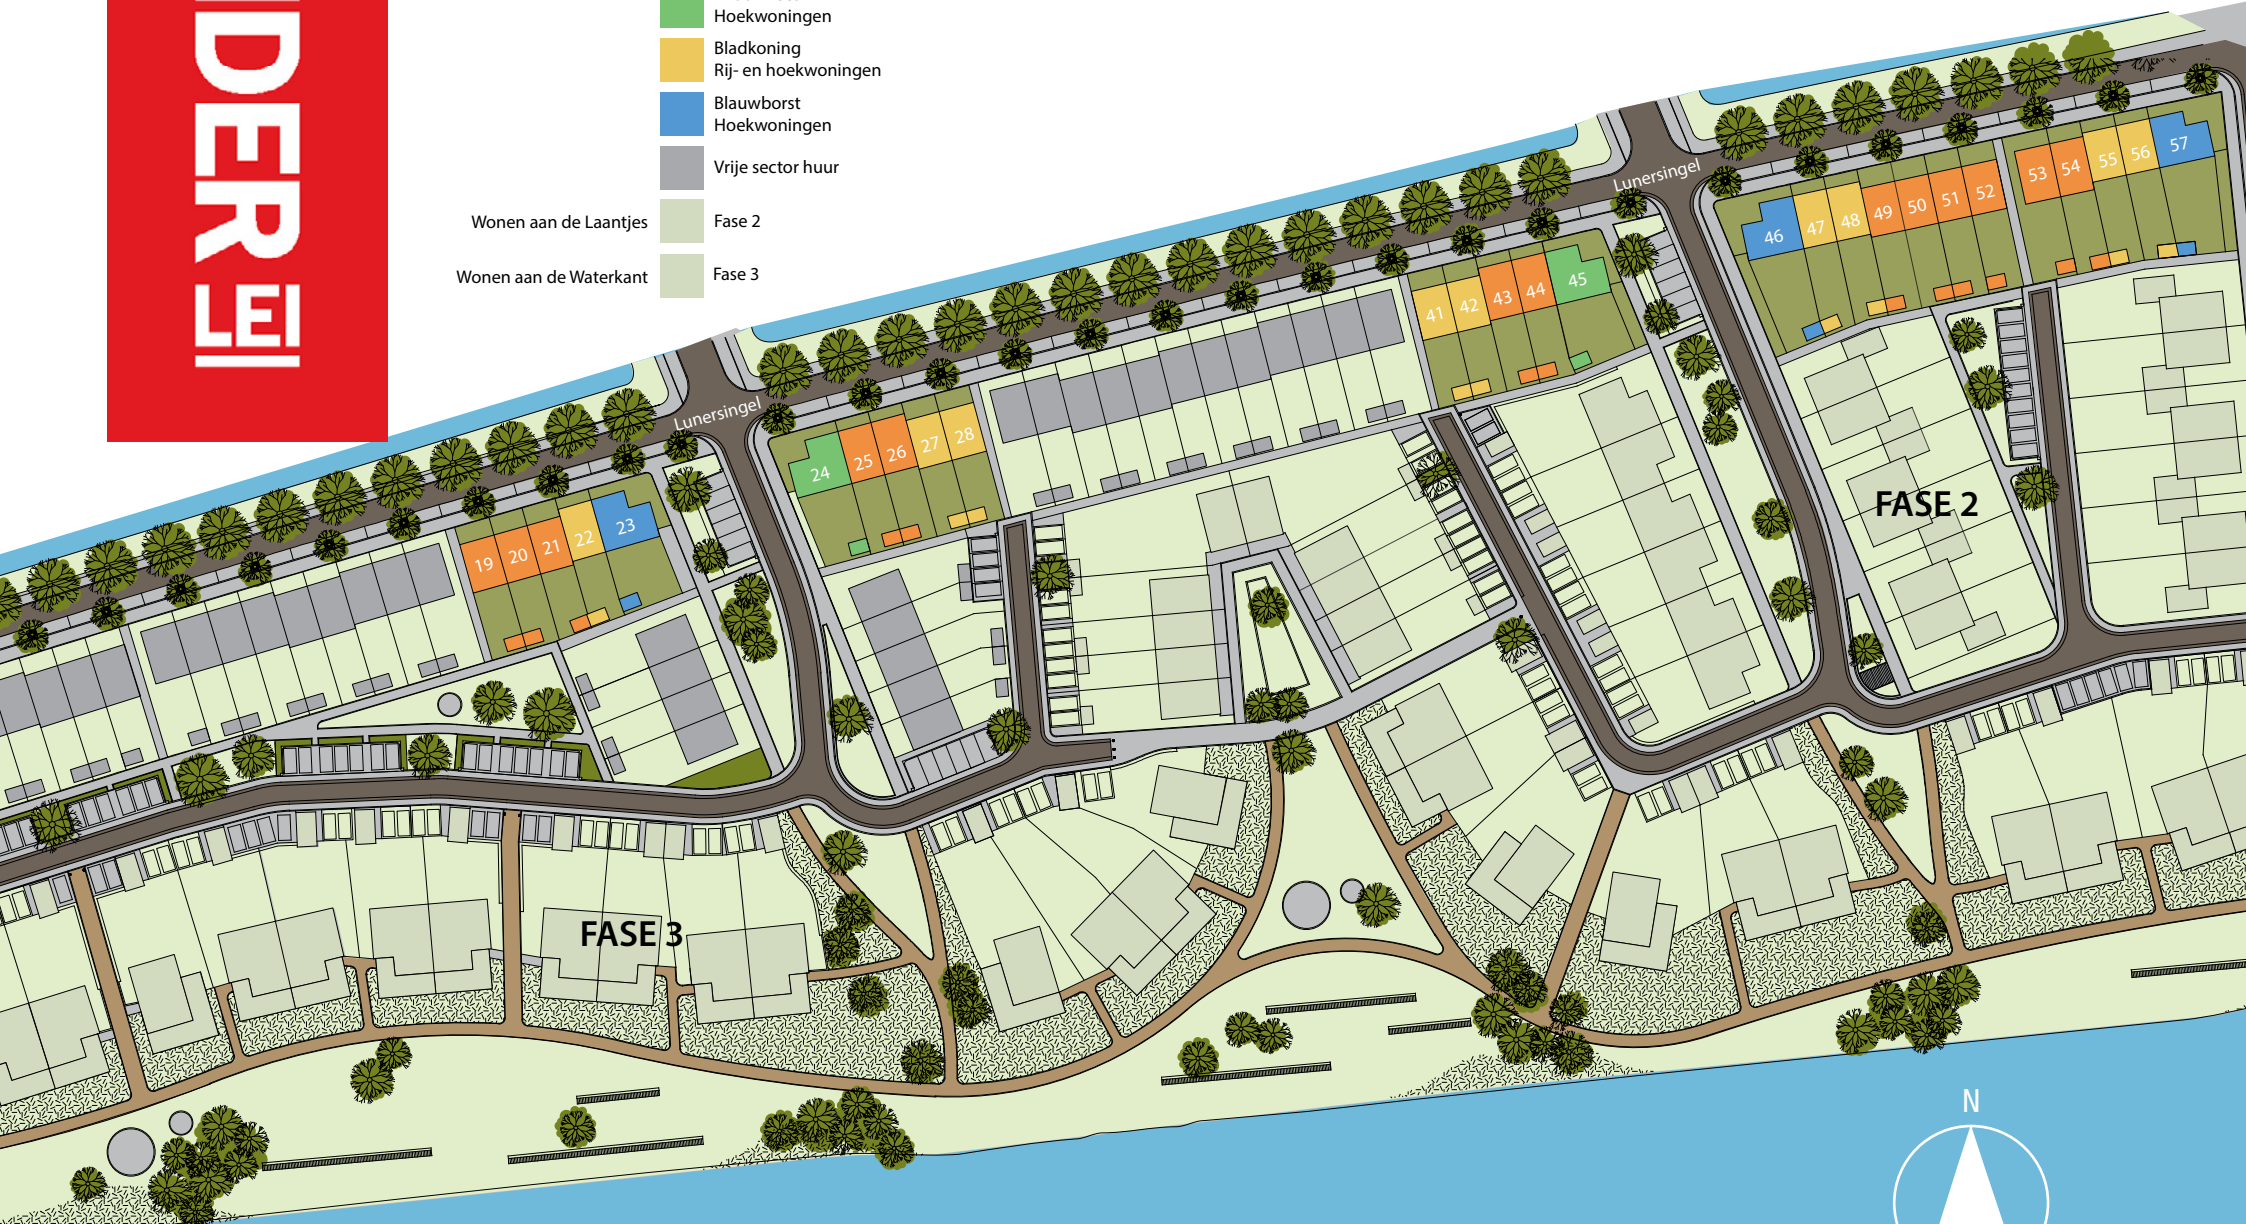 DER
LEI
Hoekwoningen
Bladkoning
Rij- en hoekwoningen
Blauwborst
Hoekwoningen
Vrije sector huur
Wonen aan de Laantjes
Fase 2
Wonen aan de Waterkant
Fase 3
Lunersingel
Lunersingel
19
20
21
22
23
24
25
26
27
28
41
42
43
44
45
46
47
48
49
50
51
52
53
54
55
56
57
FASE 2
FASE 3
N